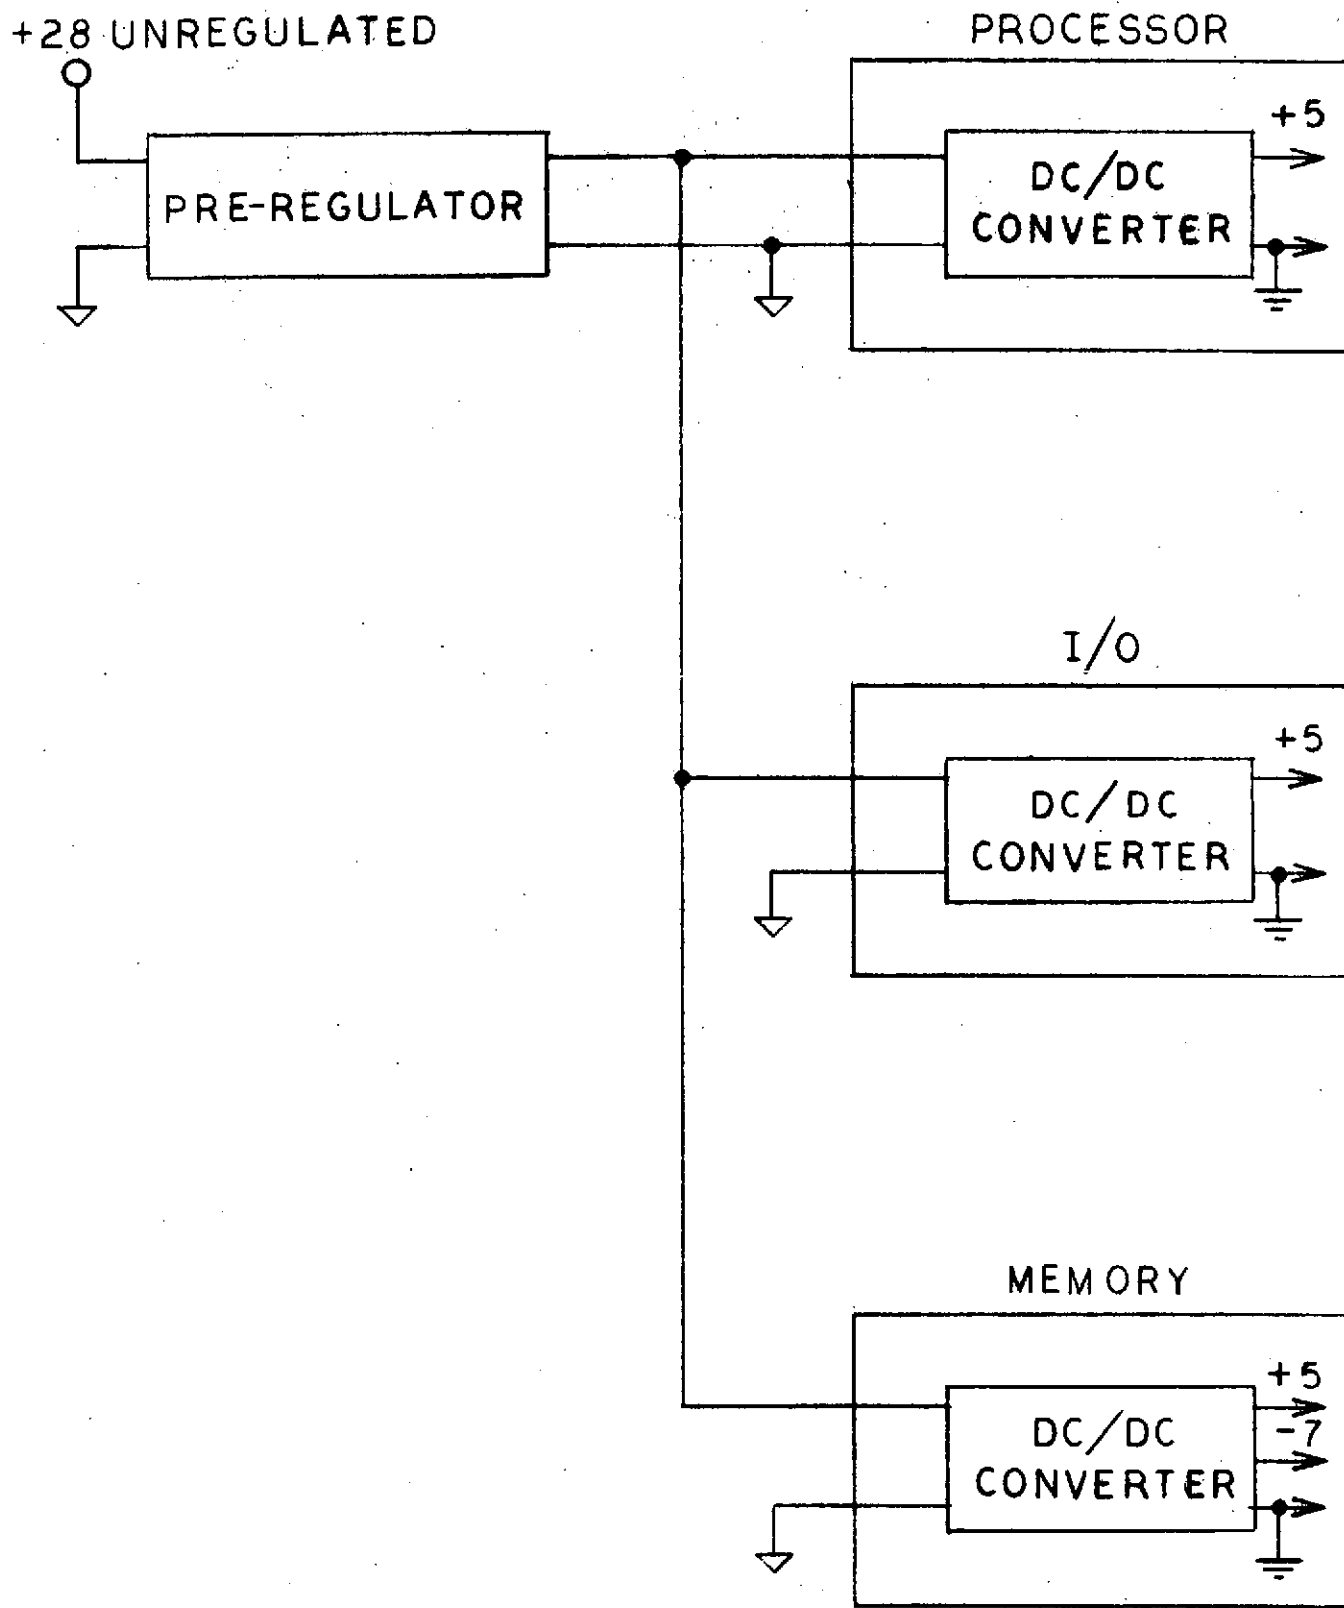 +28 UNREGULATED
PRE-REGULATOR
PROCESSOR
+5
DC/DC
CONVERTER
I/O
+5
DC/DC
CONVERTER
MEMORY
+5
-7
DC/DC
CONVERTER